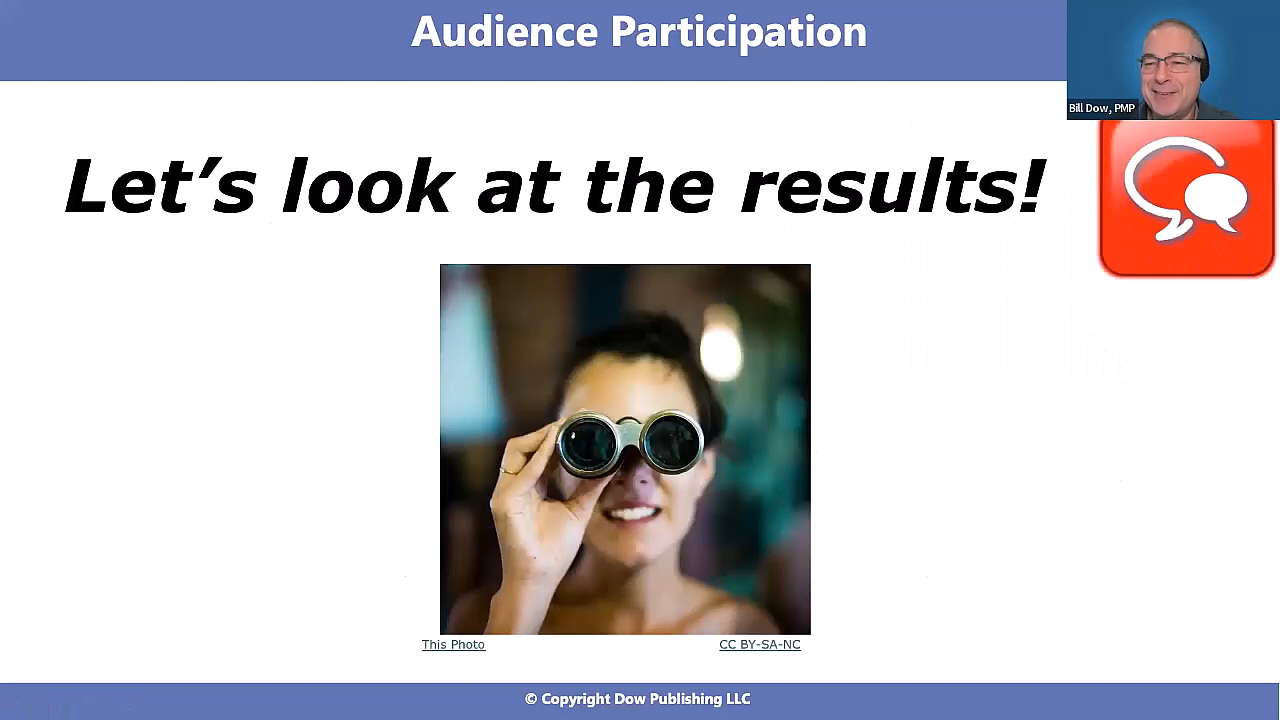 Audience Participation
Bill Dow, PMP
Let's look at the results!
This Photo
CC BY-SA-NC
© Copyright Dow Publishing LLC